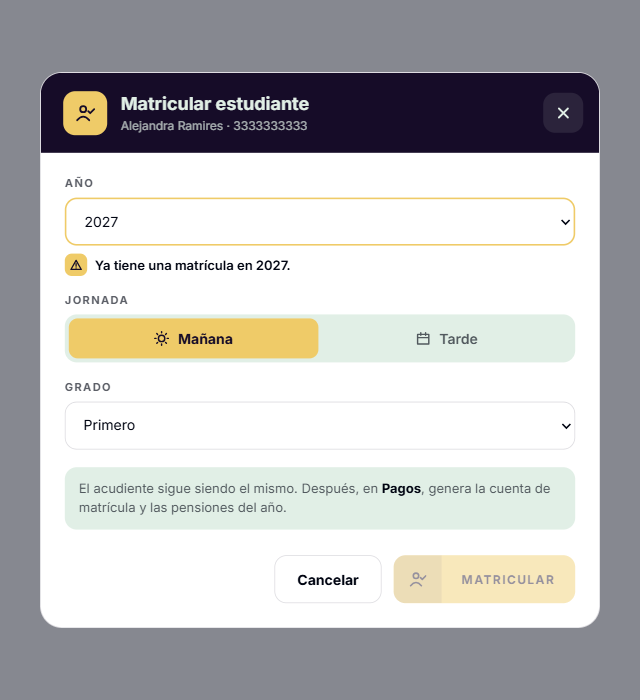 Matricular estudiante
Alejandra Ramires · 3333333333
AÑO
2027
Ya tiene una matrícula en 2027.
JORNADA
Mañana
Tarde
GRADO
Primero
El acudiente sigue siendo el mismo. Después, en Pagos, genera la cuenta de
matrícula y las pensiones del año.
Cancelar
MATRICULAR